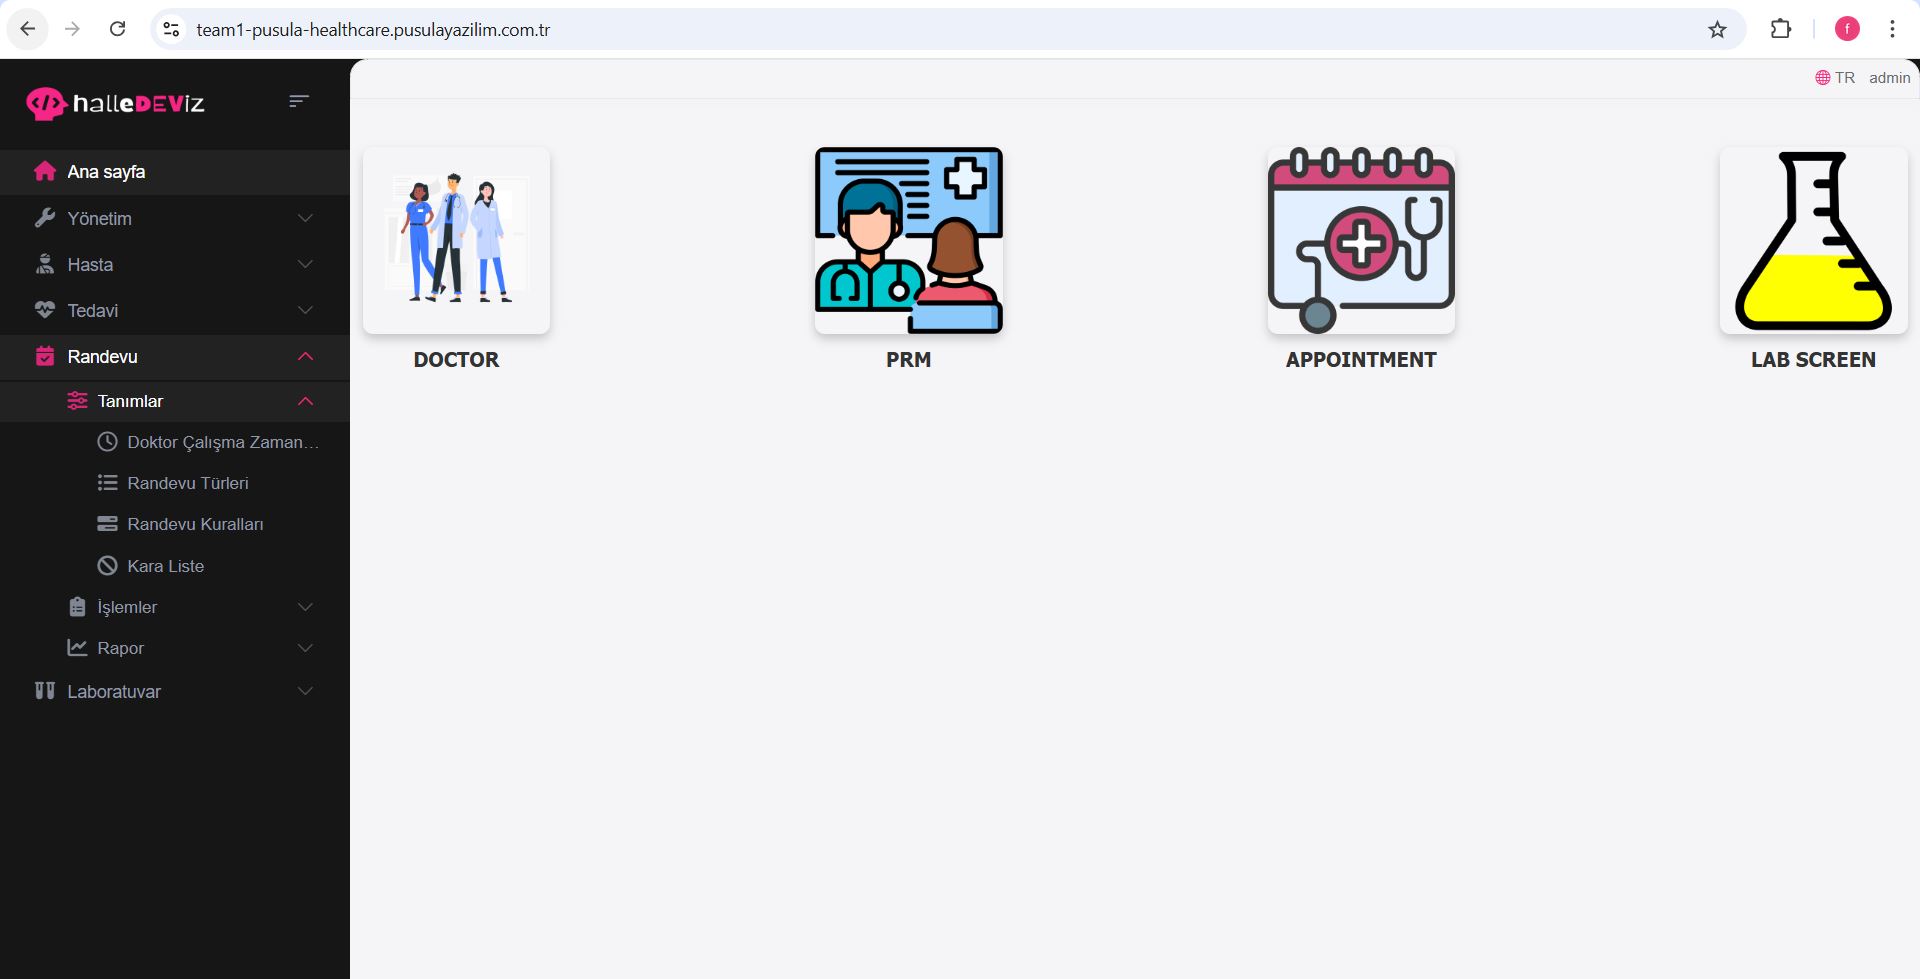 team1-pusula-healthcare.pusulayazilim.com.tr
f
</> halleDEViz
TR admin
Ana sayfa
Yönetim
Hasta
Tedavi
Randevu
Tanımlar
Doktor Çalışma Zaman...
Randevu Türleri
Randevu Kuralları
Kara Liste
İşlemler
Rapor
Laboratuvar
DOCTOR
PRM
APPOINTMENT
LAB SCREEN